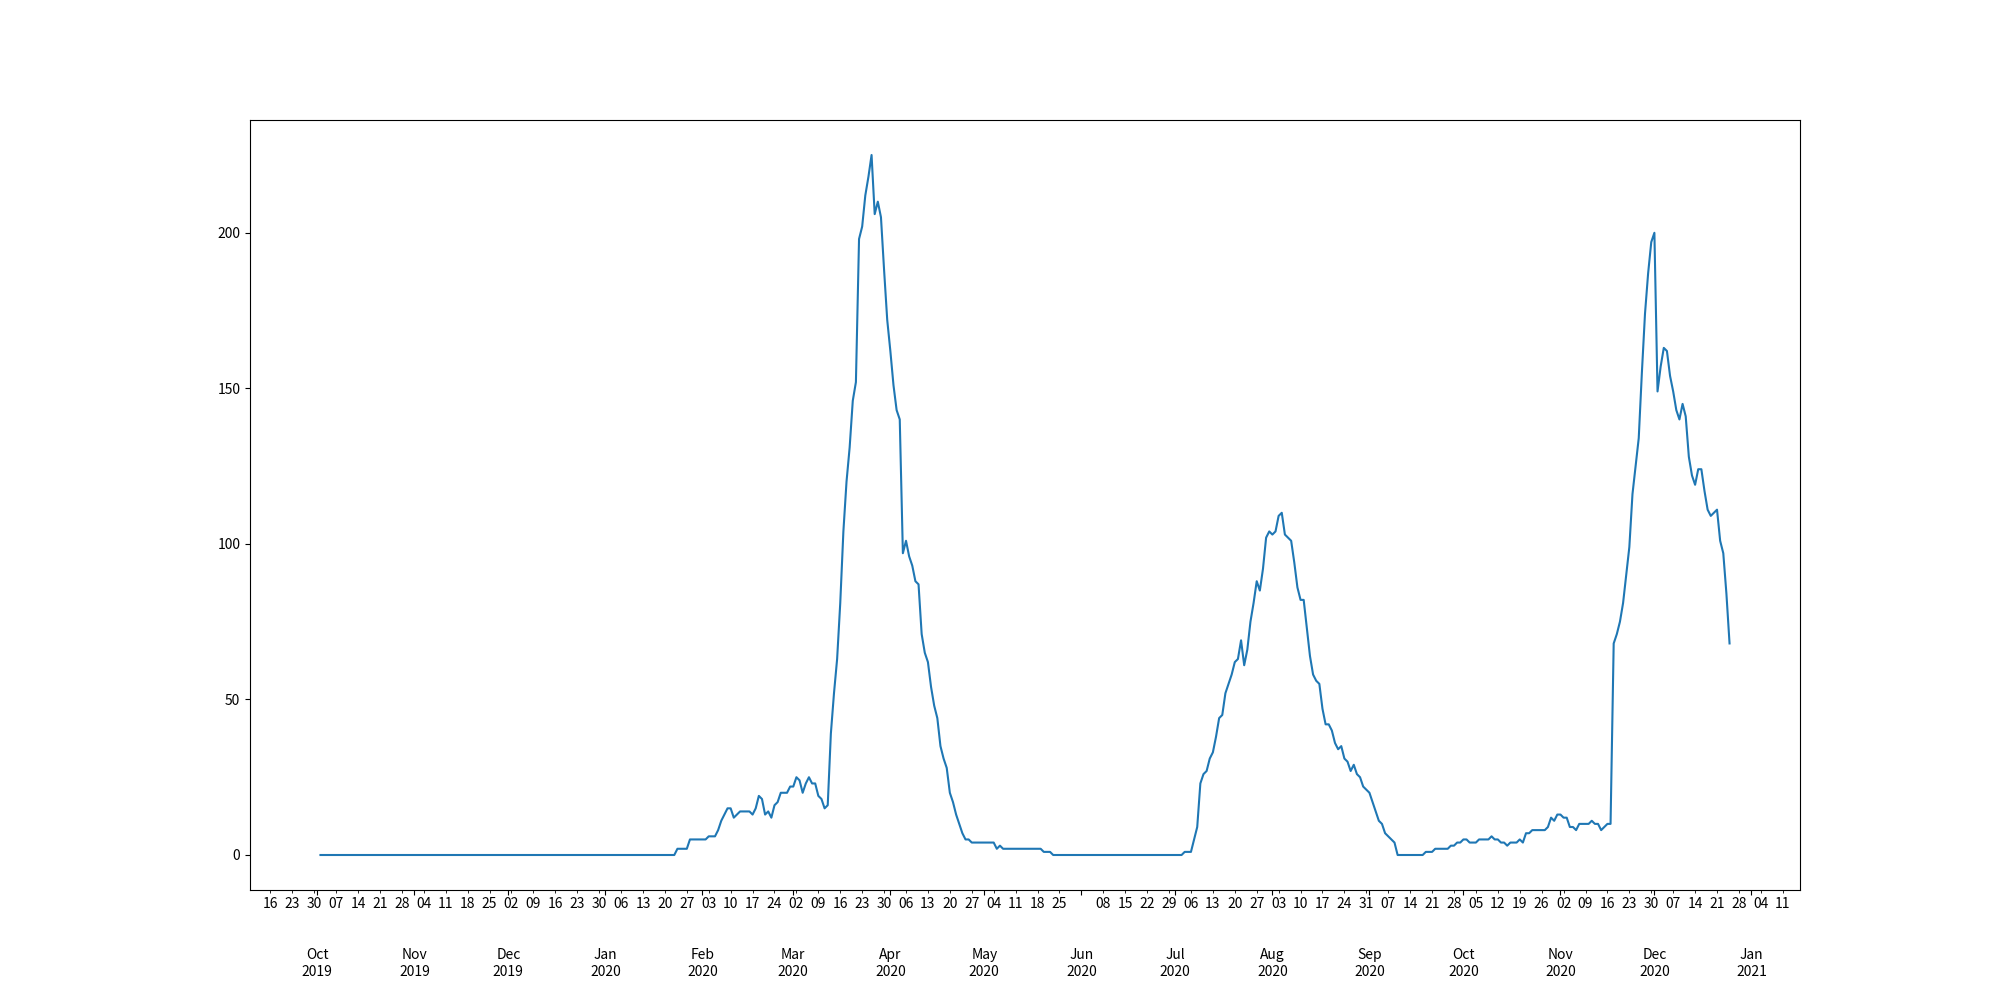 200
150
100
50
0
16 23 30 07 14 21 28 04 11 18 25 02 09 16 23 30 06 13 20 27 03 10 17 24 02 09 16 23 30 06 13 20 27 04 11 18 25 08 15 22 29 06 13 20 27 03 10 17 24 31 07 14 21 28 05 12 19 26 02 09 16 23 30 07 14 21 28 04 11
Oct Nov Dec Jan Feb Mar Apr May Jun Jul Aug Sep Oct Nov Dec Jan
2019 2019 2019 2020 2020 2020 2020 2020 2020 2020 2020 2020 2020 2020 2020 2021